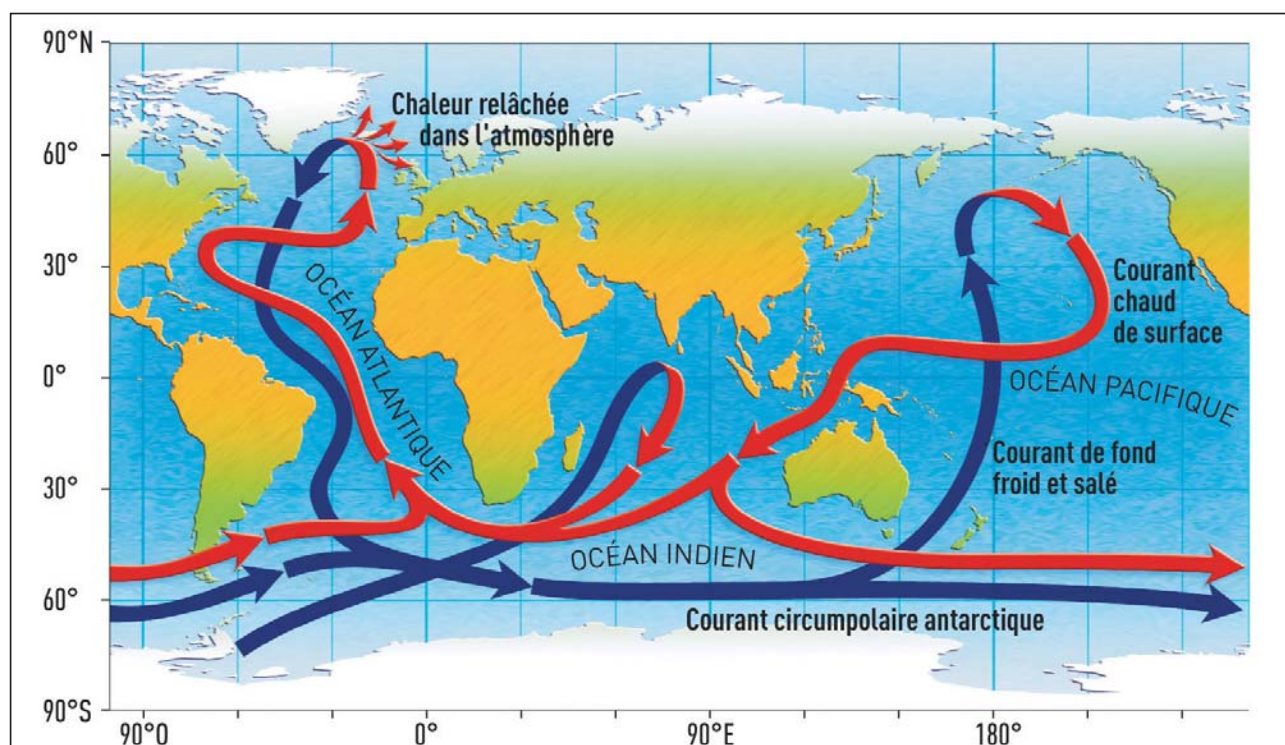 90°N
60°
30°
0°
30°
60°
90°S
90°O
0°
90°E
180°
Chaleur relâchée
dans l'atmosphère
OCÉAN ATLANTIQUE
Courant
chaud
de surface
OCÉAN PACIFIQUE
Courant de fond
froid et salé
OCÉAN INDIEN
Courant circumpolaire antarctique